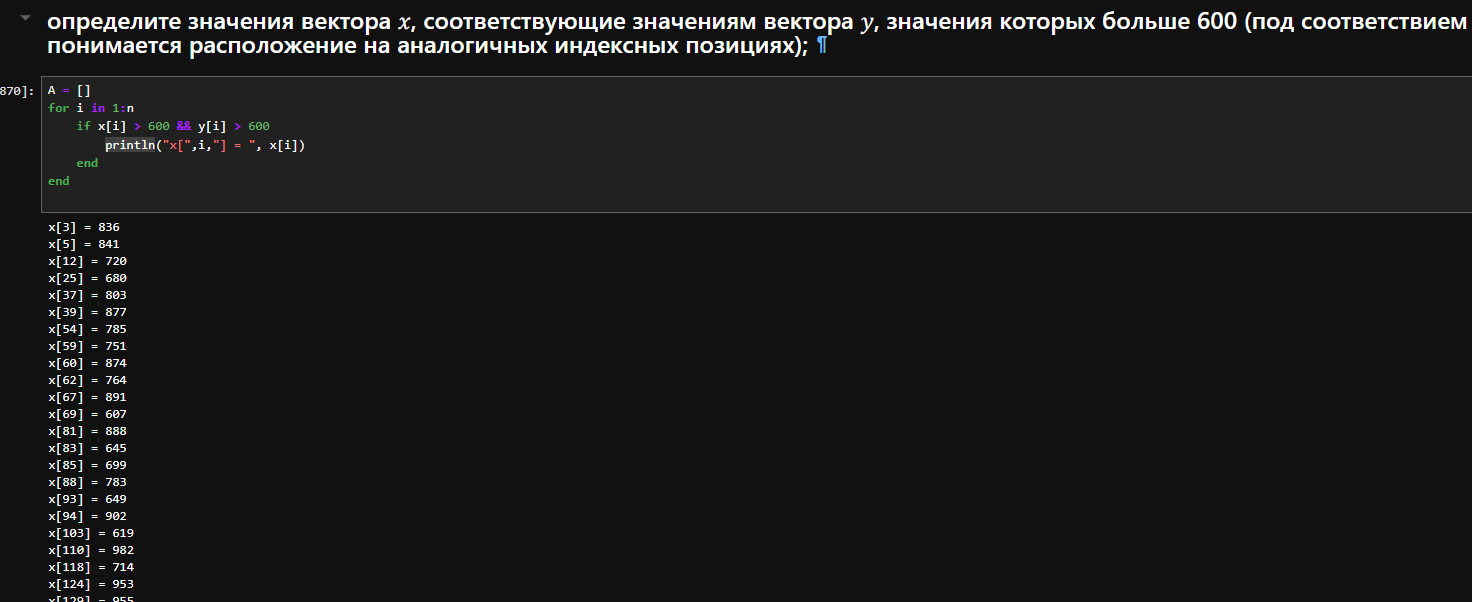 определите значения вектора x, соответствующие значениям вектора y, значения которых больше 600 (под соответствием
понимается расположение на аналогичных индексных позициях); ¶
870]:
A = []
for i in 1:n
    if x[i] > 600 && y[i] > 600
        println("x[",i,"] = ", x[i])
    end
end
x[3] = 836
x[5] = 841
x[12] = 720
x[25] = 680
x[37] = 803
x[39] = 877
x[54] = 785
x[59] = 751
x[60] = 874
x[62] = 764
x[67] = 891
x[69] = 607
x[81] = 888
x[83] = 645
x[85] = 699
x[88] = 783
x[93] = 649
x[94] = 902
x[103] = 619
x[110] = 982
x[118] = 714
x[124] = 953
x[129] = 955